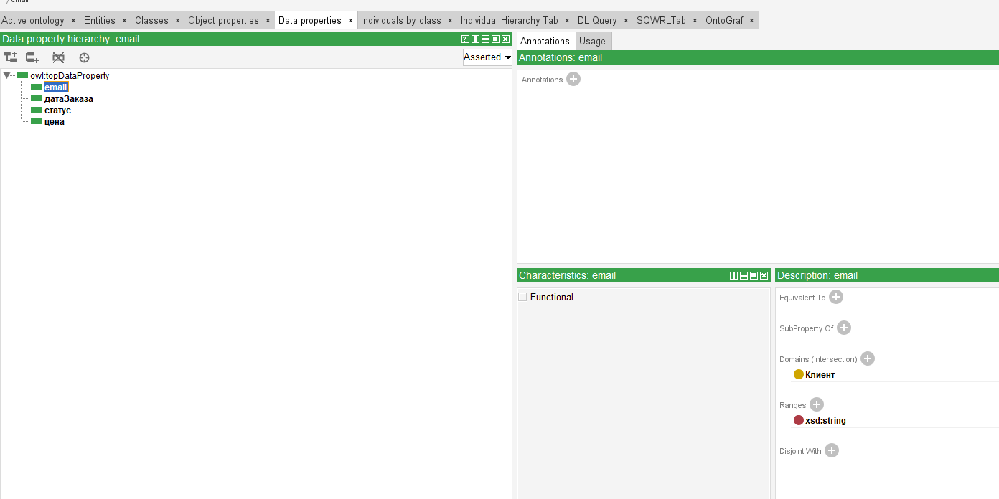 email
Active ontology × Entities × Classes × Object properties × Data properties × Individuals by class × Individual Hierarchy Tab × DL Query × SQWRLTab × OntoGraf ×
Data property hierarchy: email
Asserted
owl:topDataProperty
email
датаЗаказа
статус
цена
Annotations Usage
Annotations: email
Annotations
Characteristics: email
Functional
Description: email
Equivalent To
SubProperty Of
Domains (intersection)
Клиент
Ranges
xsd:string
Disjoint With